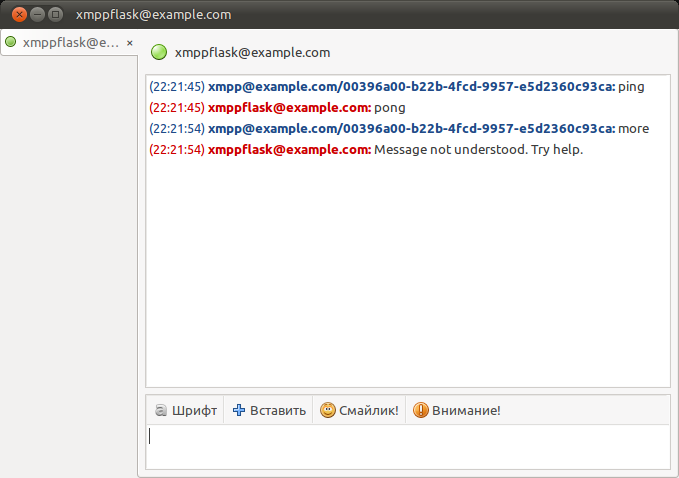 xmppflask@example.com
xmppflask@e... ×
xmppflask@example.com
(22:21:45) xmpp@example.com/00396a00-b22b-4fcd-9957-e5d2360c93ca: ping
(22:21:45) xmppflask@example.com: pong
(22:21:54) xmpp@example.com/00396a00-b22b-4fcd-9957-e5d2360c93ca: more
(22:21:54) xmppflask@example.com: Message not understood. Try help.
Шрифт Вставить Смайлик! Внимание!